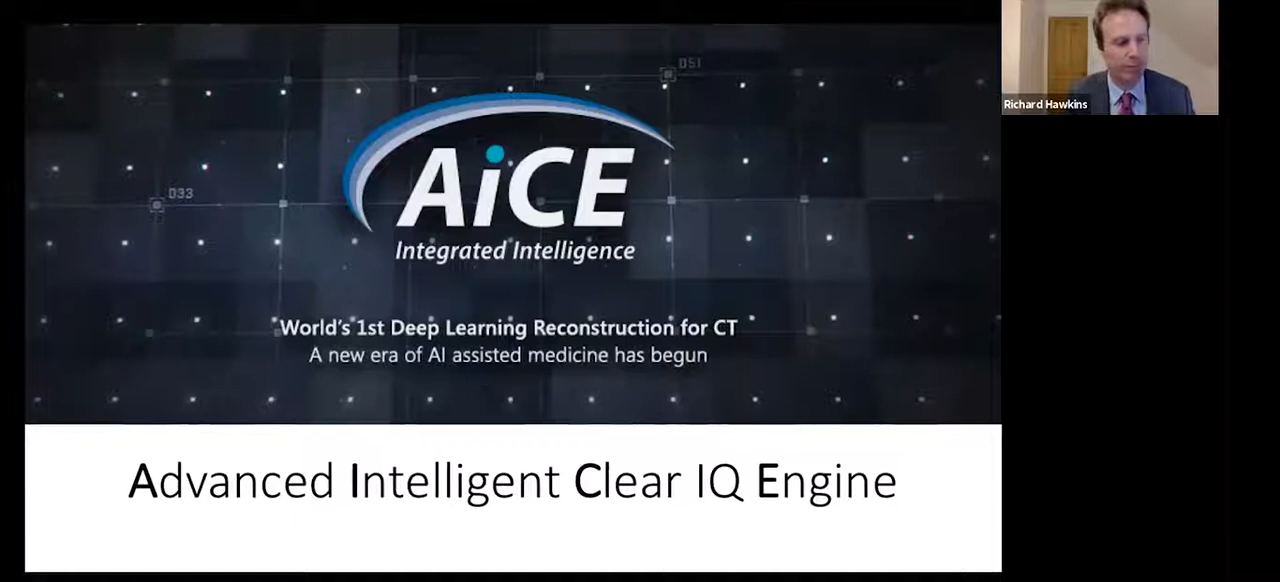 D51
D93
AiCE
Integrated Intelligence
World's 1st Deep Learning Reconstruction for CT
A new era of AI assisted medicine has begun
Advanced Intelligent Clear IQ Engine
Richard Hawkins